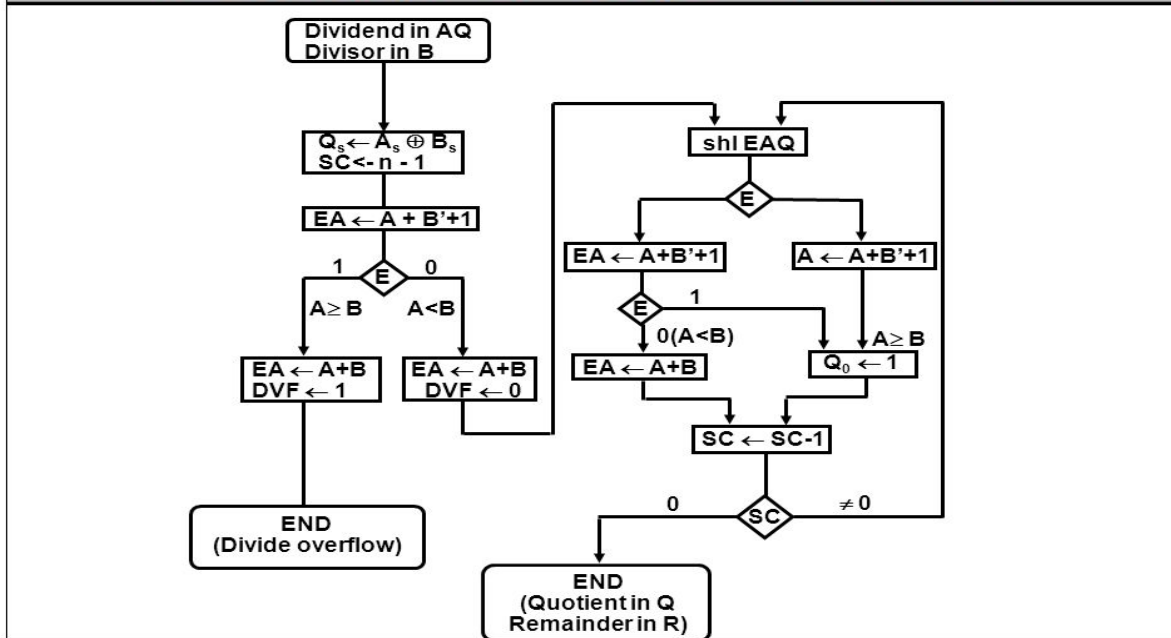 Dividend in AQ
Divisor in B
Qs ← As ⊕ Bs
SC<- n - 1
EA ← A + B’+1
E
1
0
A≥ B
A<B
EA ← A+B
DVF ← 1
EA ← A+B
DVF ← 0
END
(Divide overflow)
shl EAQ
E
EA ← A+B’+1
A ← A+B’+1
E
1
0(A<B)
A≥ B
EA ← A+B
Q0 ← 1
SC ← SC-1
SC
0
≠ 0
END
(Quotient in Q
Remainder in R)